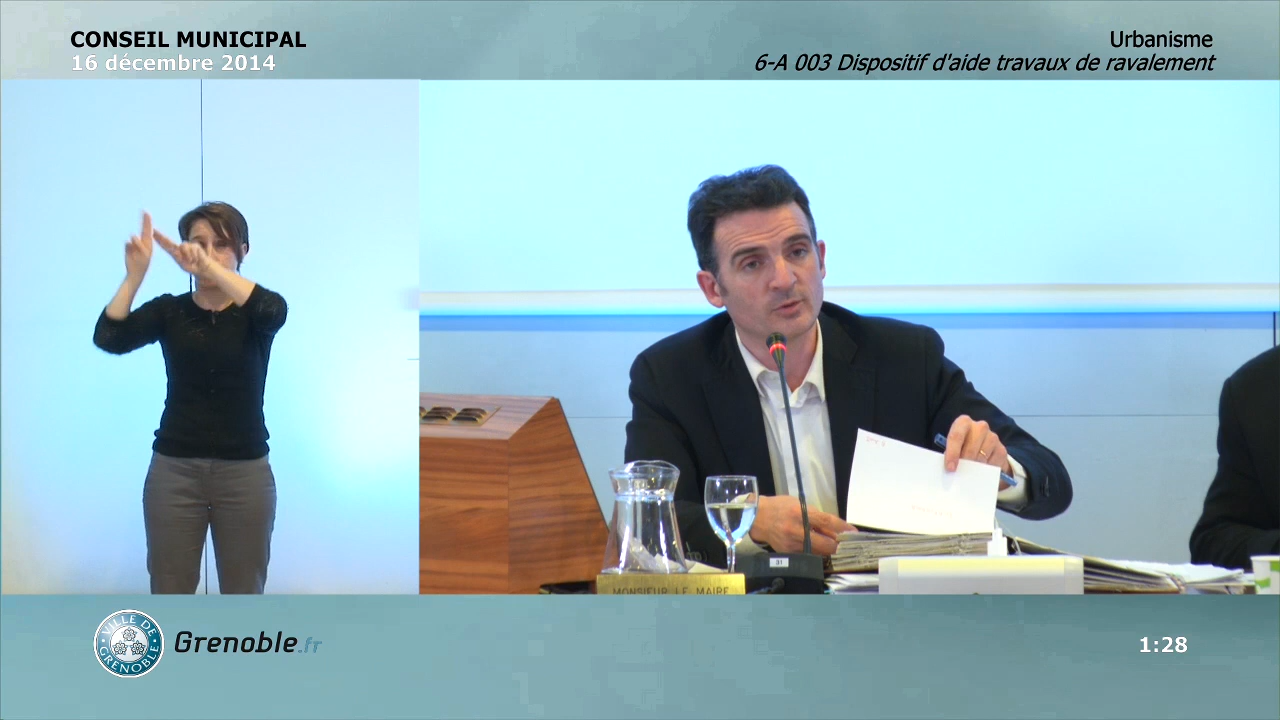 CONSEIL MUNICIPAL
16 décembre 2014
Urbanisme
6-A 003 Dispositif d'aide travaux de ravalement
31
MONSIEUR LE MAIRE
VILLE DE GRENOBLE
Grenoble.fr
1:28